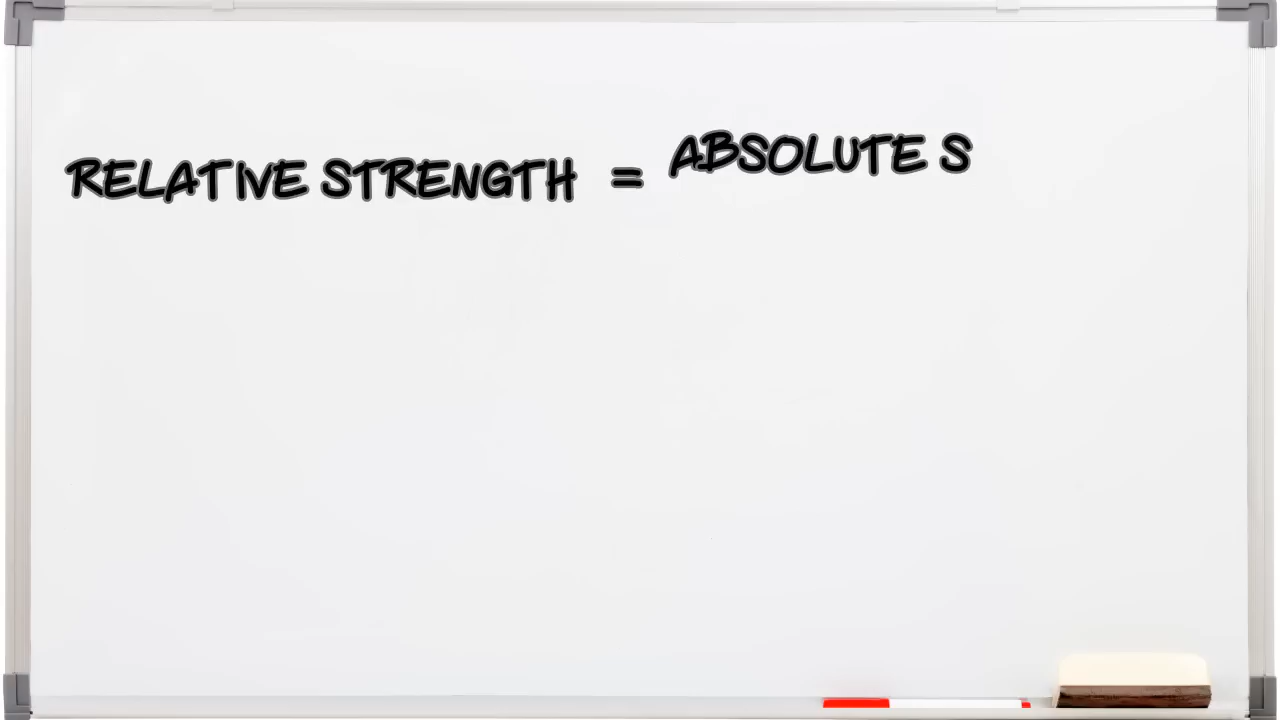 RELATIVE STRENGTH = ABSOLUTE S